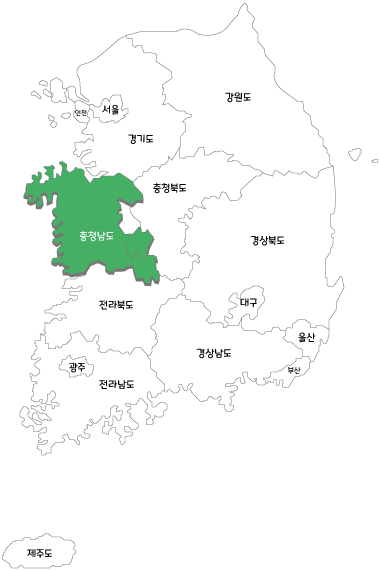 강원도
서울
인천
경기도
충청북도
충청남도
경상북도
전라북도
대구
울산
경상남도
광주
부산
전라남도
제주도